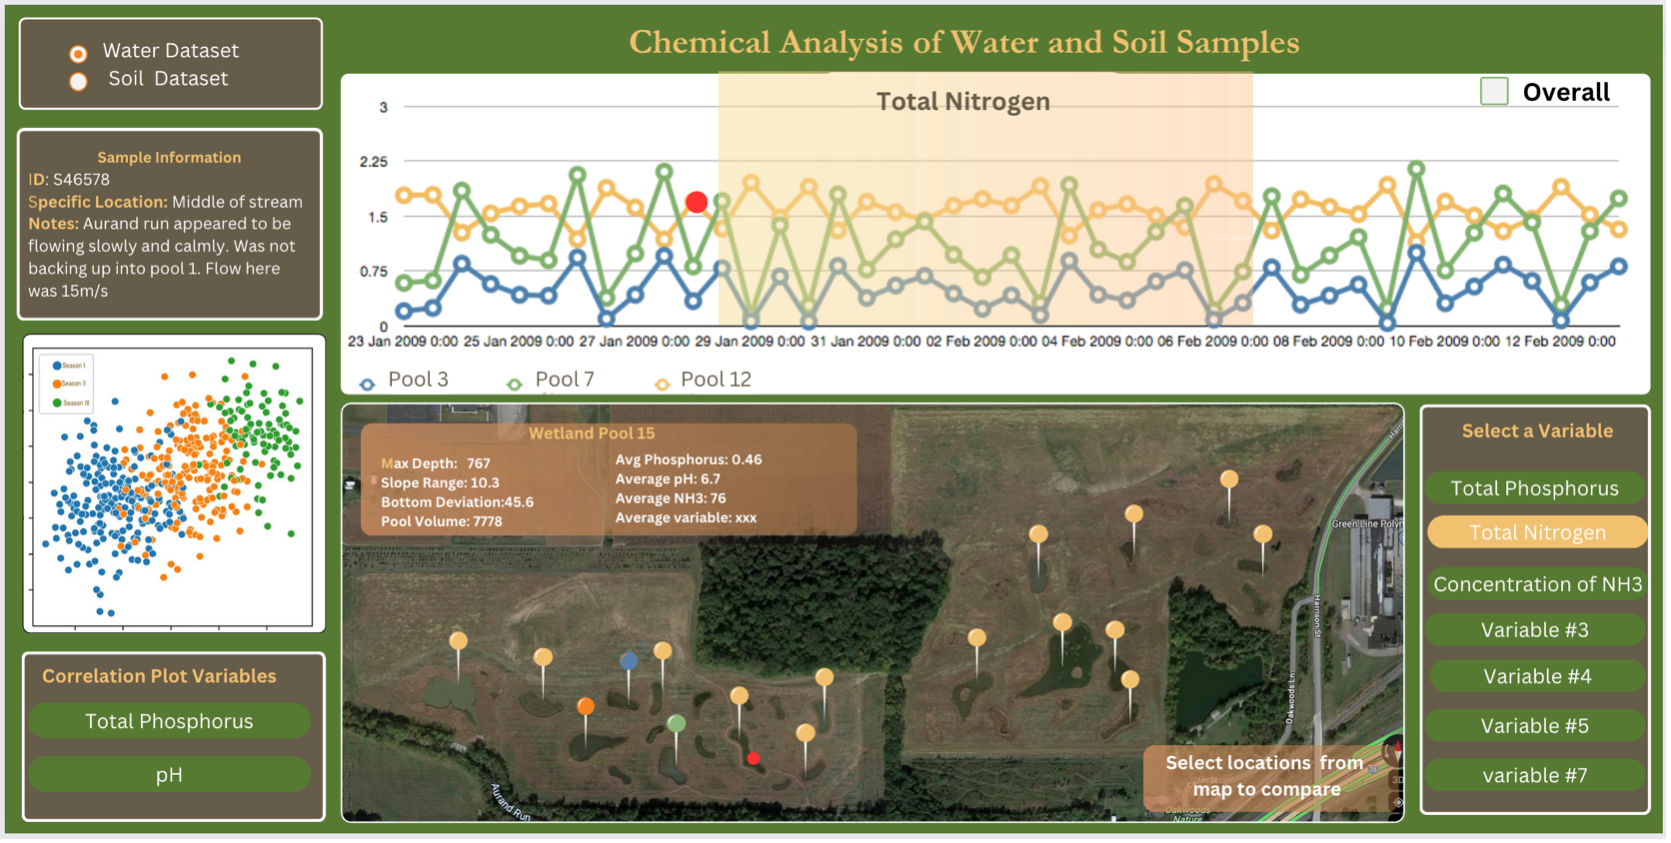 Water Dataset
Soil Dataset
Chemical Analysis of Water and Soil Samples
Sample Information
ID: S46578
Specific Location: Middle of stream
Notes: Aurand run appeared to be
flowing slowly and calmly. Was not
backing up into pool 1. Flow here
was 15m/s
Total Nitrogen
Overall
3
2.25
1.5
0.75
0
23 Jan 2009 0:00 25 Jan 2009 0:00 27 Jan 2009 0:00 29 Jan 2009 0:00 31 Jan 2009 0:00 02 Feb 2009 0:00 04 Feb 2009 0:00 06 Feb 2009 0:00 08 Feb 2009 0:00 10 Feb 2009 0:00 12 Feb 2009 0:00
Pool 3 Pool 7 Pool 12
Season I
Season II
Season III
Correlation Plot Variables
Total Phosphorus
pH
Wetland Pool 15
Max Depth: 767
Slope Range: 10.3
Bottom Deviation:45.6
Pool Volume: 7778
Avg Phosphorus: 0.46
Average pH: 6.7
Average NH3: 76
Average variable: xxx
Green Line Polym
Harrison St
Oakwoods Ln
Aurand Run
Select locations from
map to compare
3D
Oakwoods
Nature
Select a Variable
Total Phosphorus
Total Nitrogen
Concentration of NH3
Variable #3
Variable #4
Variable #5
variable #7